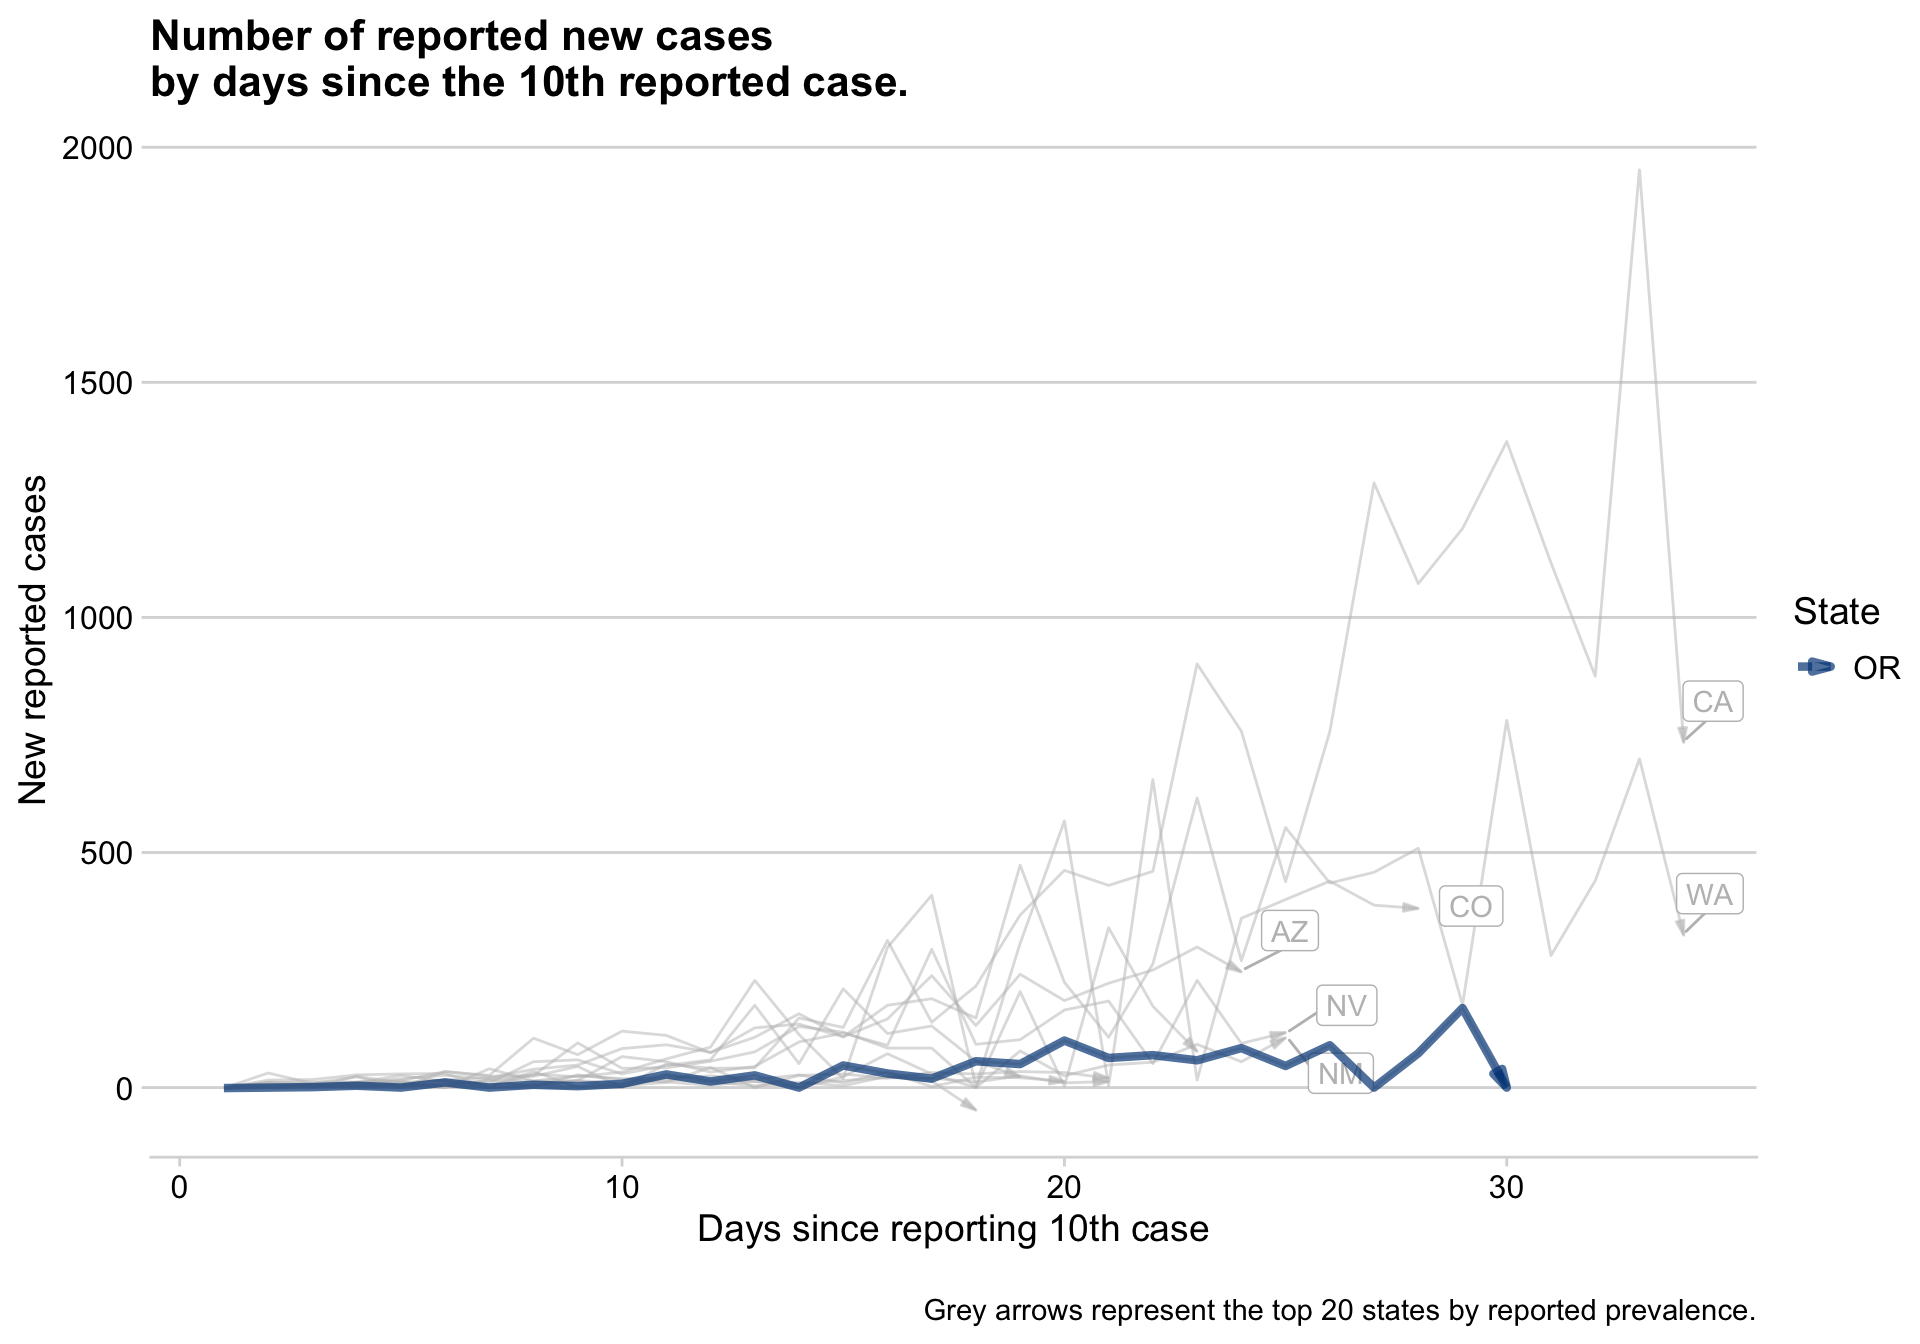 Number of reported new cases
by days since the 10th reported case.
2000
1500
1000
500
0
New reported cases
CA
WA
CO
AZ
NV
NM
State
OR
0
10
20
30
Days since reporting 10th case
Grey arrows represent the top 20 states by reported prevalence.